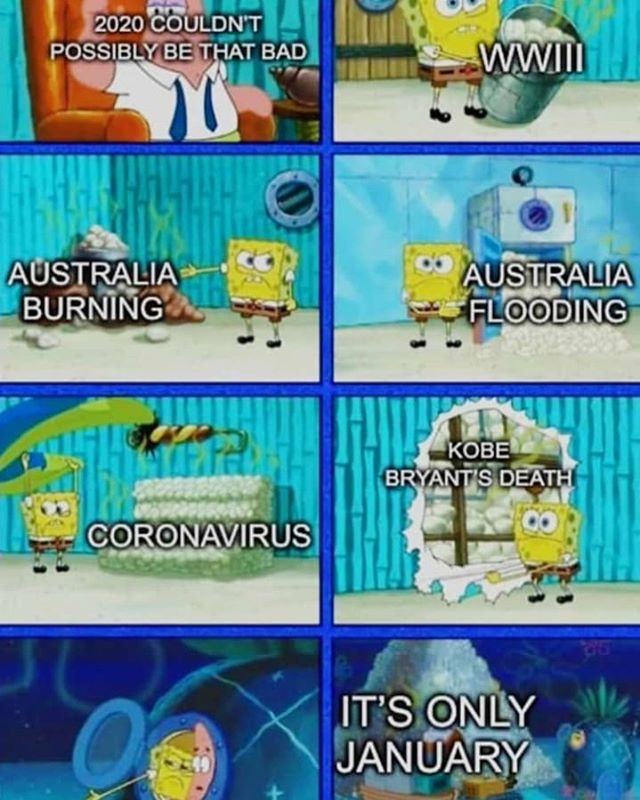 2020 COULDN'T
POSSIBLY BE THAT BAD
WWIII
AUSTRALIA
BURNING
AUSTRALIA
FLOODING
CORONAVIRUS
KOBE
BRYANT'S DEATH
IT'S ONLY
JANUARY